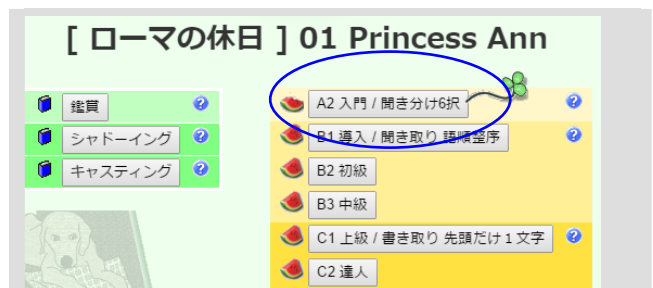 [ ローマの休日 ] 01 Princess Ann
鑑賞
?
シャドーイング
?
キャスティング
?
A2 入門 / 聞き分け6択
?
B1 導入 / 聞き取り 語順整序
?
B2 初級
B3 中級
C1 上級 / 書き取り 先頭だけ1文字
?
C2 達人